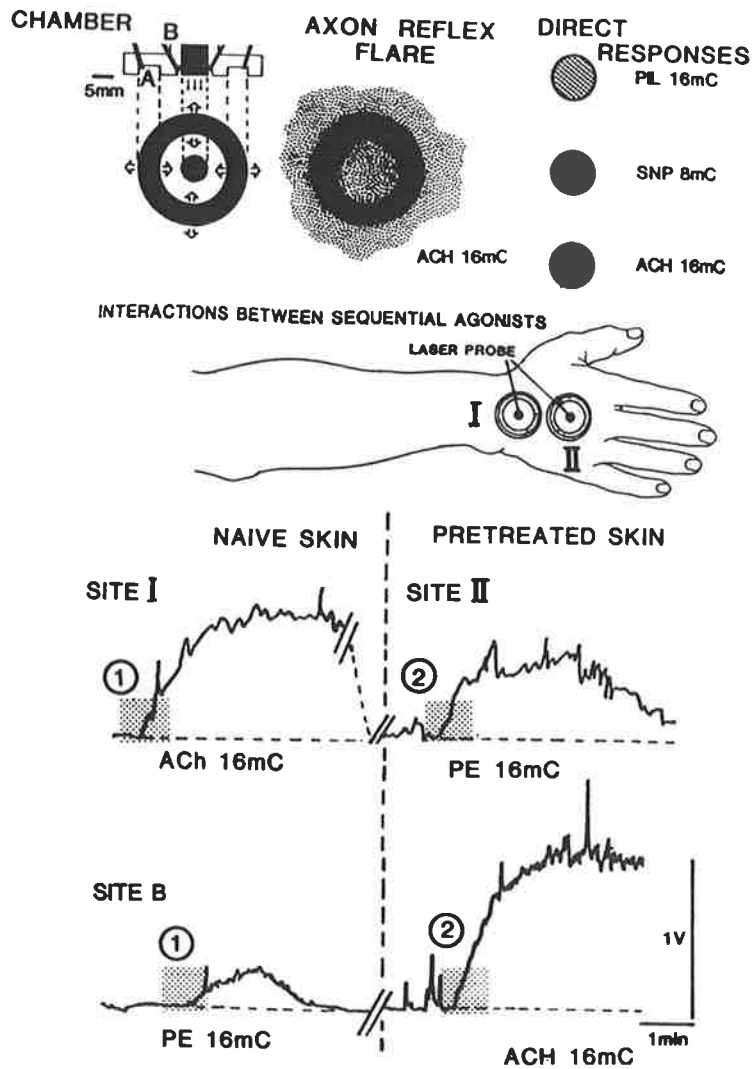 CHAMBER
B
A
5mm
AXON REFLEX
FLARE
ACH 16mC
DIRECT
RESPONSES
PIL 16mC
SNP 8mC
ACH 16mC
INTERACTIONS BETWEEN SEQUENTIAL AGONISTS
LASER PROBE
I
II
NAIVE SKIN
PRETREATED SKIN
SITE I
SITE II
1
2
ACh 16mC
PE 16mC
SITE B
1
2
1V
PE 16mC
1min
ACH 16mC